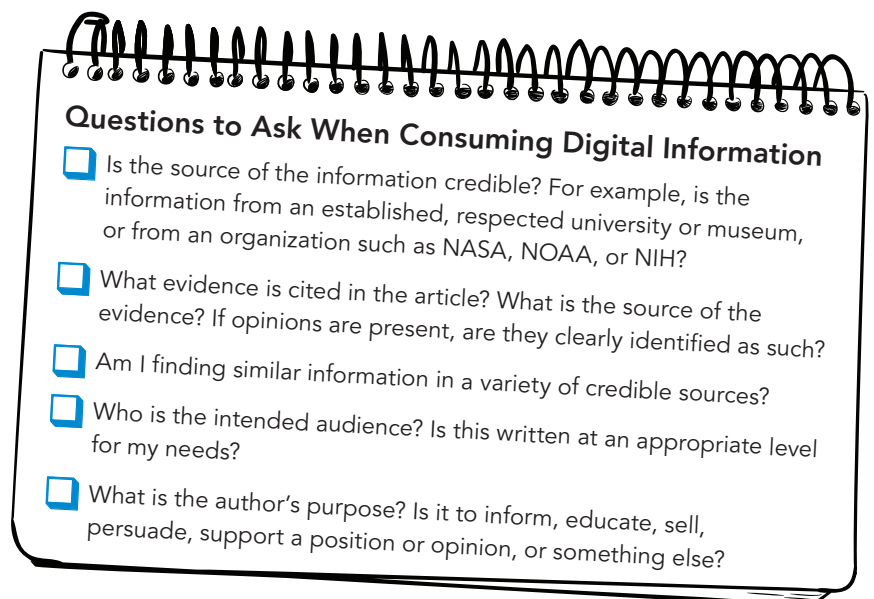 Questions to Ask When Consuming Digital Information
Is the source of the information credible? For example, is the
information from an established, respected university or museum,
or from an organization such as NASA, NOAA, or NIH?
What evidence is cited in the article? What is the source of the
evidence? If opinions are present, are they clearly identified as such?
Am I finding similar information in a variety of credible sources?
Who is the intended audience? Is this written at an appropriate level
for my needs?
What is the author's purpose? Is it to inform, educate, sell,
persuade, support a position or opinion, or something else?